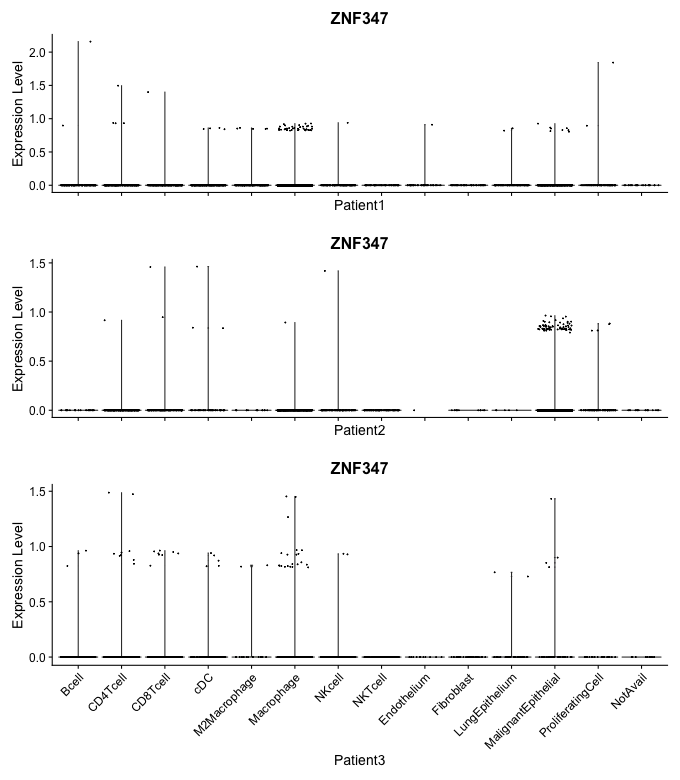 ZNF347
Expression Level
2.0
1.5
1.0
0.5
0.0
Patient1
ZNF347
Expression Level
1.5
1.0
0.5
0.0
Patient2
ZNF347
Expression Level
1.5
1.0
0.5
0.0
Bcell
CD4Tcell
CD8Tcell
cDC
M2Macrophage
Macrophage
NKcell
NKTcell
Endothelium
Fibroblast
LungEpithelium
MalignantEpithelial
ProliferatingCell
NotAvail
Patient3